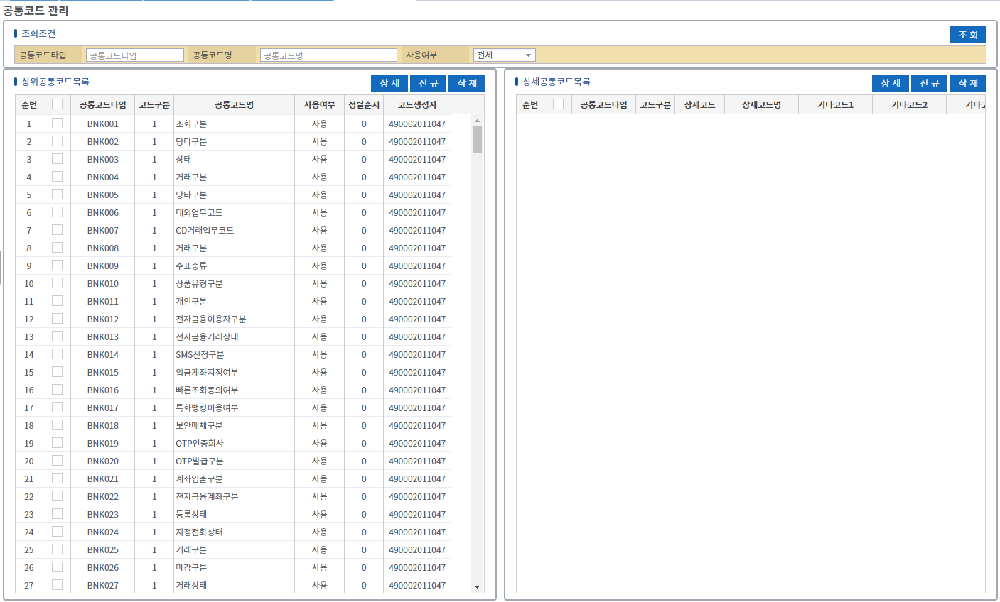 공통코드 관리
조회조건
조 회
공통코드타입 공통코드타입 공통코드명 공통코드명 사용여부 전체
상위공통코드목록 상 세 신 규 삭 제
순번 공통코드타입 코드구분 공통코드명 사용여부 정렬순서 코드생성자
1 BNK001 1 조회구분 사용 0 490002011047
2 BNK002 1 당타구분 사용 0 490002011047
3 BNK003 1 상태 사용 0 490002011047
4 BNK004 1 거래구분 사용 0 490002011047
5 BNK005 1 당타구분 사용 0 490002011047
6 BNK006 1 대외업무코드 사용 0 490002011047
7 BNK007 1 CD거래업무코드 사용 0 490002011047
8 BNK008 1 거래구분 사용 0 490002011047
9 BNK009 1 수표종류 사용 0 490002011047
10 BNK010 1 상품유형구분 사용 0 490002011047
11 BNK011 1 개인구분 사용 0 490002011047
12 BNK012 1 전자금융이용자구분 사용 0 490002011047
13 BNK013 1 전자금융거래상태 사용 0 490002011047
14 BNK014 1 SMS신청구분 사용 0 490002011047
15 BNK015 1 입금계좌지정여부 사용 0 490002011047
16 BNK016 1 빠른조회동의여부 사용 0 490002011047
17 BNK017 1 특화뱅킹이용여부 사용 0 490002011047
18 BNK018 1 보안매체구분 사용 0 490002011047
19 BNK019 1 OTP인증회사 사용 0 490002011047
20 BNK020 1 OTP발급구분 사용 0 490002011047
21 BNK021 1 계좌입출구분 사용 0 490002011047
22 BNK022 1 전자금융계좌구분 사용 0 490002011047
23 BNK023 1 등록상태 사용 0 490002011047
24 BNK024 1 지정전화상태 사용 0 490002011047
25 BNK025 1 거래구분 사용 0 490002011047
26 BNK026 1 마감구분 사용 0 490002011047
27 BNK027 1 거래상태 사용 0 490002011047
상세공통코드목록 상 세 신 규 삭 제
순번 공통코드타입 코드구분 상세코드 상세코드명 기타코드1 기타코드2 기타코